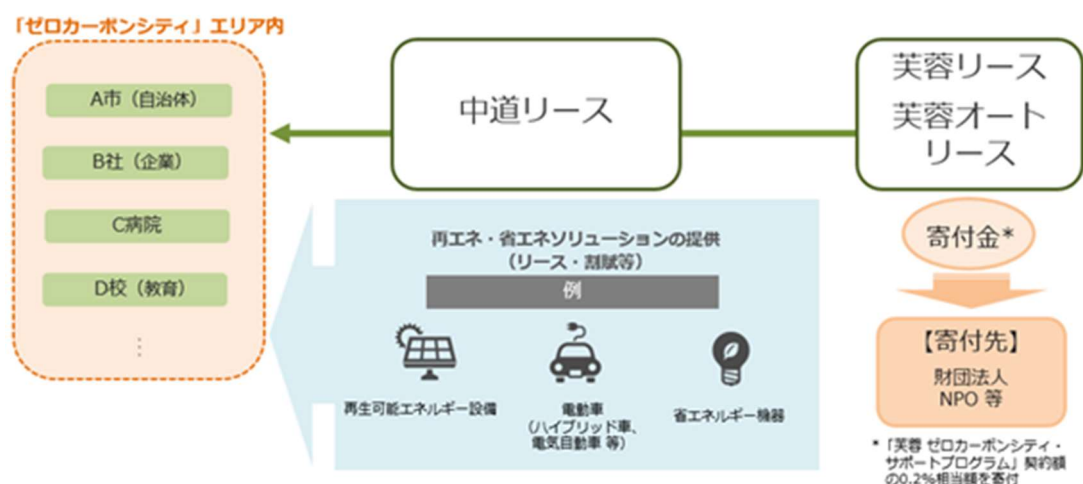 「ゼロカーボンシティ」エリア内
A市（自治体）
B社（企業）
C病院
D校（教育）
⋮
中道リース
芙蓉リース
芙蓉オート
リース
再エネ・省エネソリューションの提供
（リース・割賦等）
例
再生可能エネルギー設備
電動車
（ハイブリッド車、
電気自動車 等）
省エネルギー機器
寄付金*
【寄付先】
財団法人
NPO 等
* 「芙蓉 ゼロカーボンシティ・
サポートプログラム」契約額
の0.2%相当額を寄付